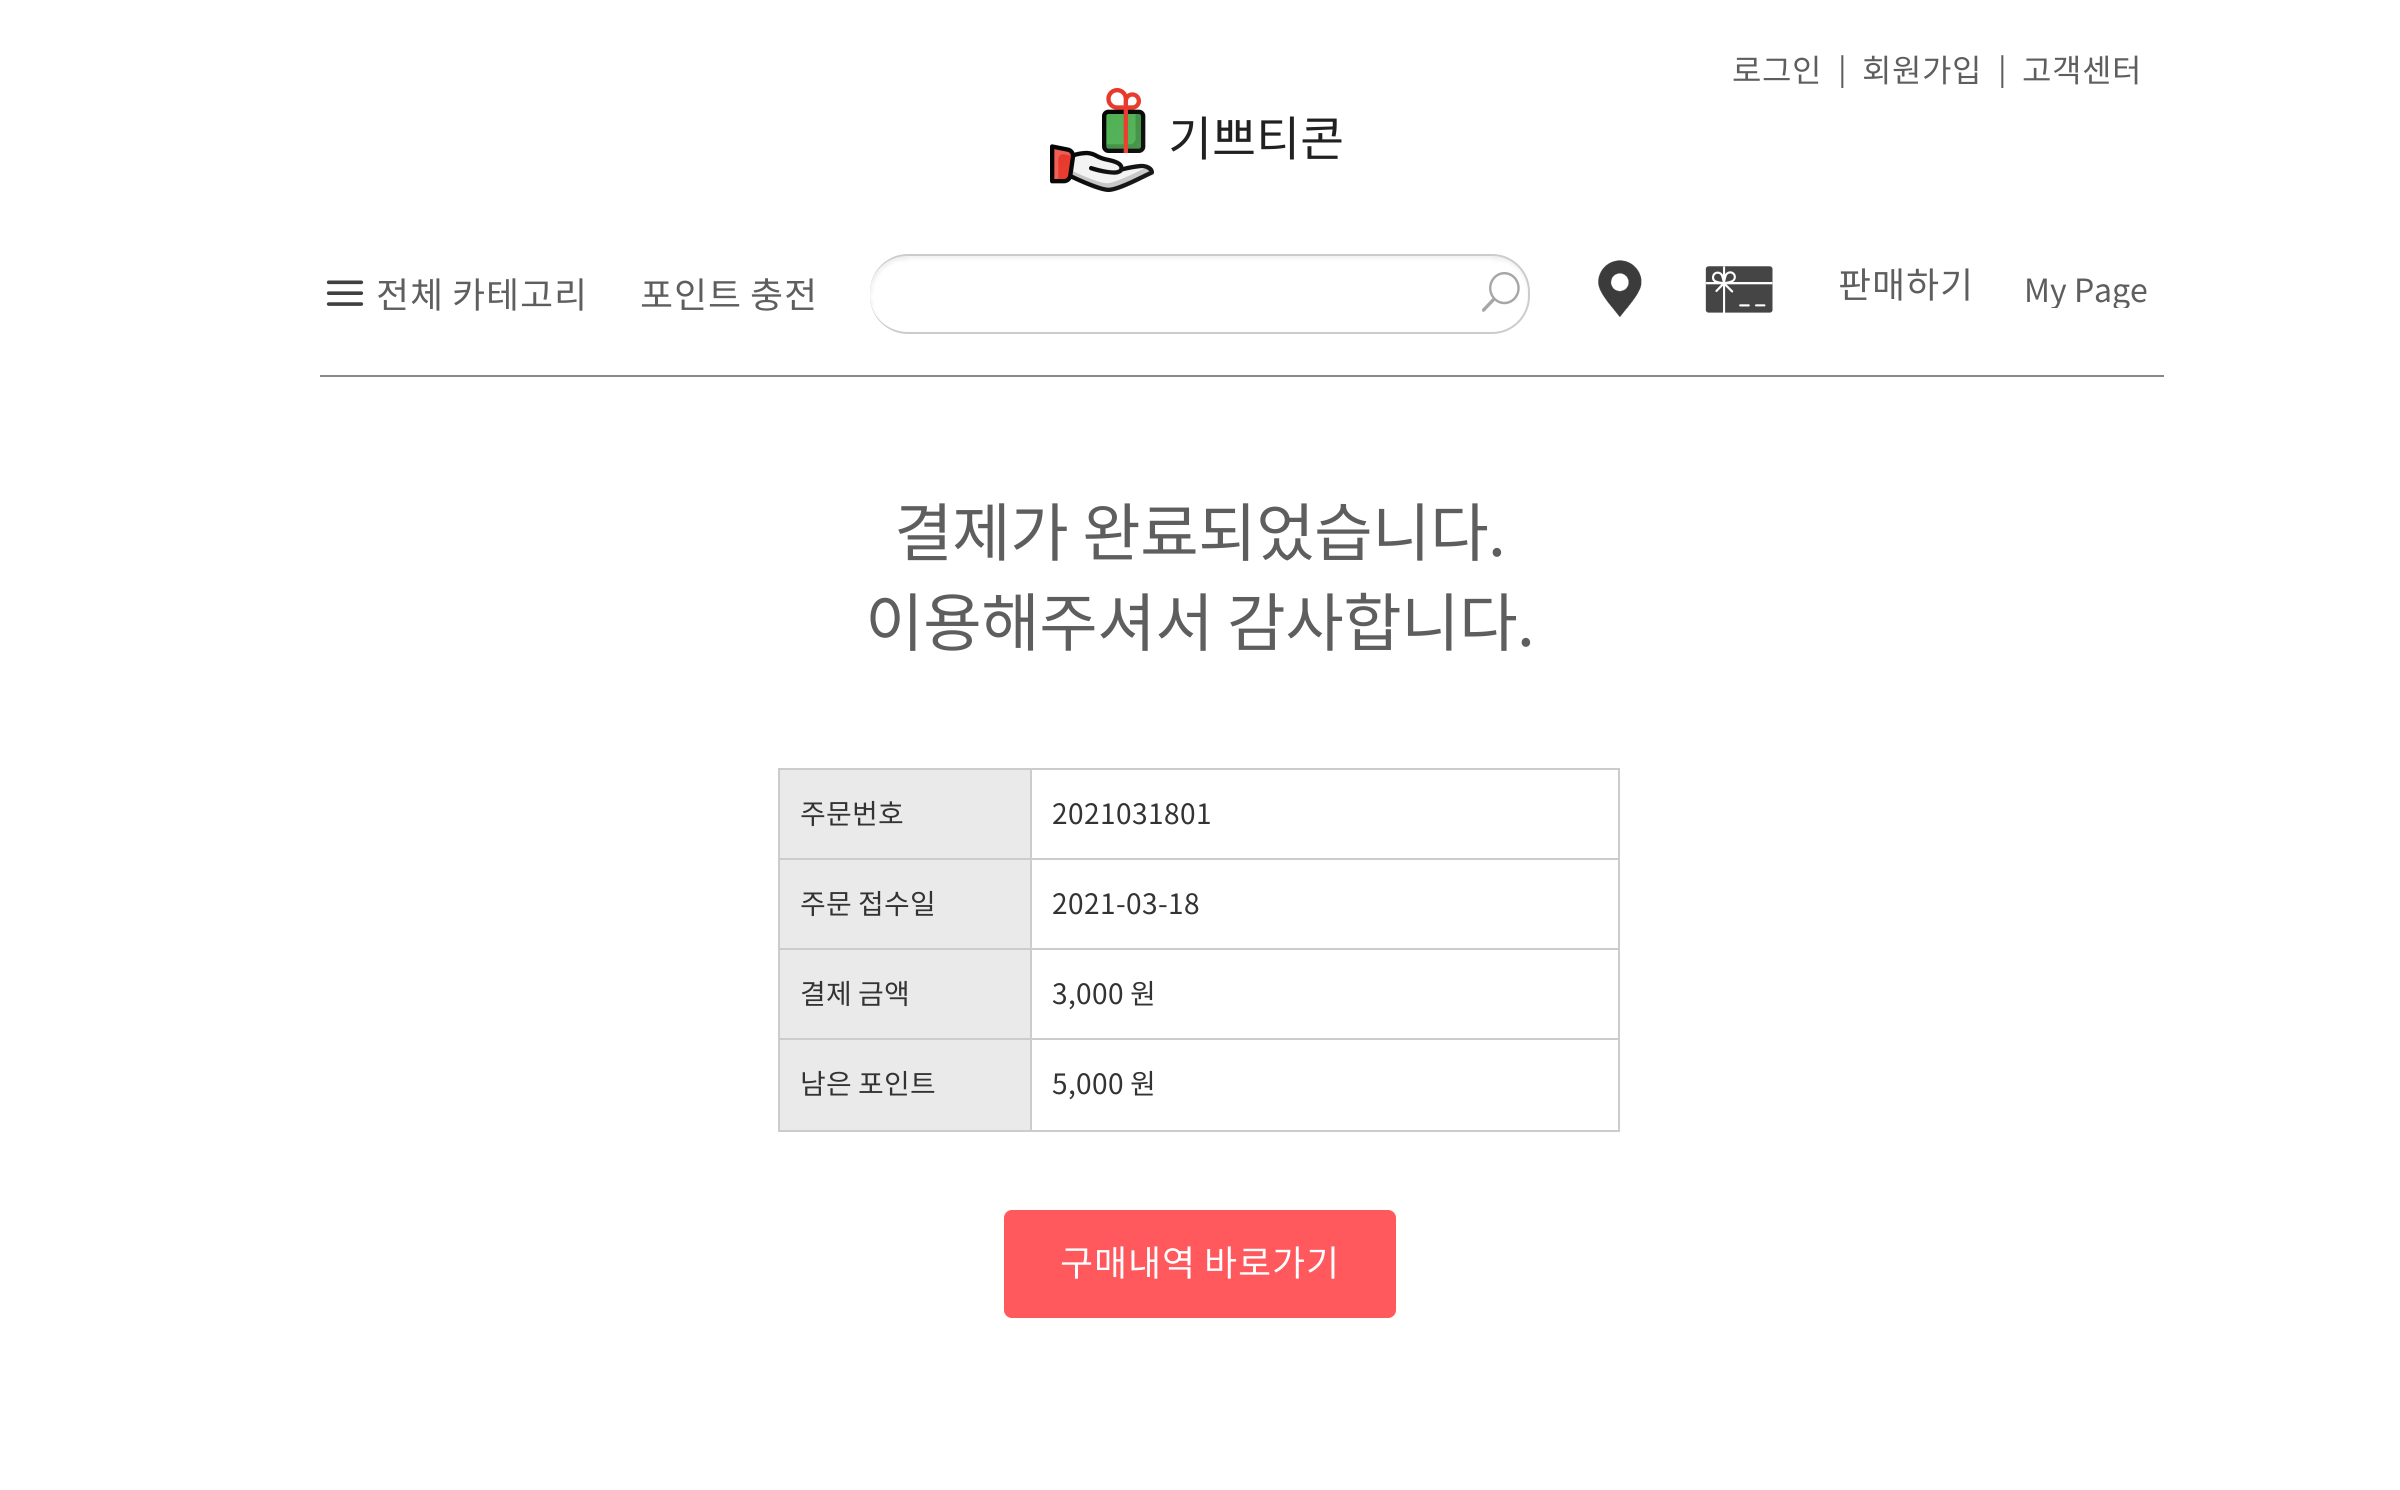 로그인 | 회원가입 | 고객센터
기쁘티콘
전체 카테고리 포인트 충전 판매하기 My Page
결제가 완료되었습니다.
이용해주셔서 감사합니다.
주문번호 2021031801
주문 접수일 2021-03-18
결제 금액 3,000 원
남은 포인트 5,000 원
구매내역 바로가기